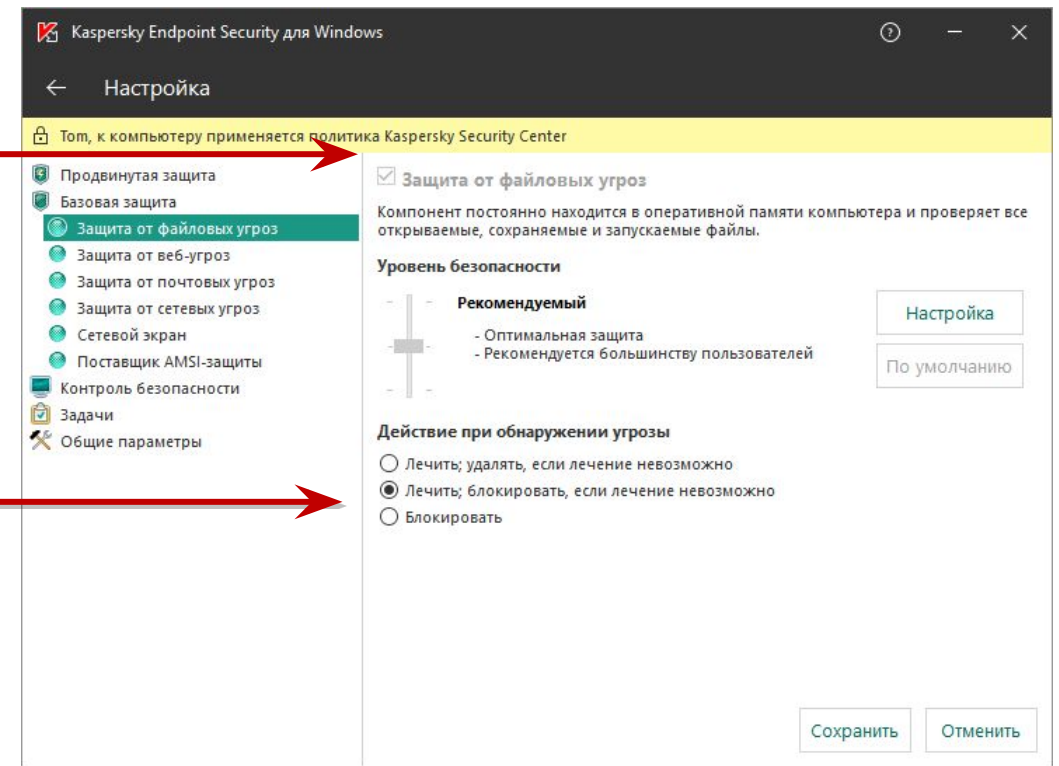 Kaspersky Endpoint Security для Windows
Настройка
Tom, к компьютеру применяется политика Kaspersky Security Center
Продвинутая защита
Базовая защита
Защита от файловых угроз
Защита от веб-угроз
Защита от почтовых угроз
Защита от сетевых угроз
Сетевой экран
Поставщик AMSI-защиты
Контроль безопасности
Задачи
Общие параметры
Защита от файловых угроз
Компонент постоянно находится в оперативной памяти компьютера и проверяет все
открываемые, сохраняемые и запускаемые файлы.
Уровень безопасности
Рекомендуемый
- Оптимальная защита
- Рекомендуется большинству пользователей
Настройка
По умолчанию
Действие при обнаружении угрозы
Лечить; удалять, если лечение невозможно
Лечить; блокировать, если лечение невозможно
Блокировать
Сохранить
Отменить